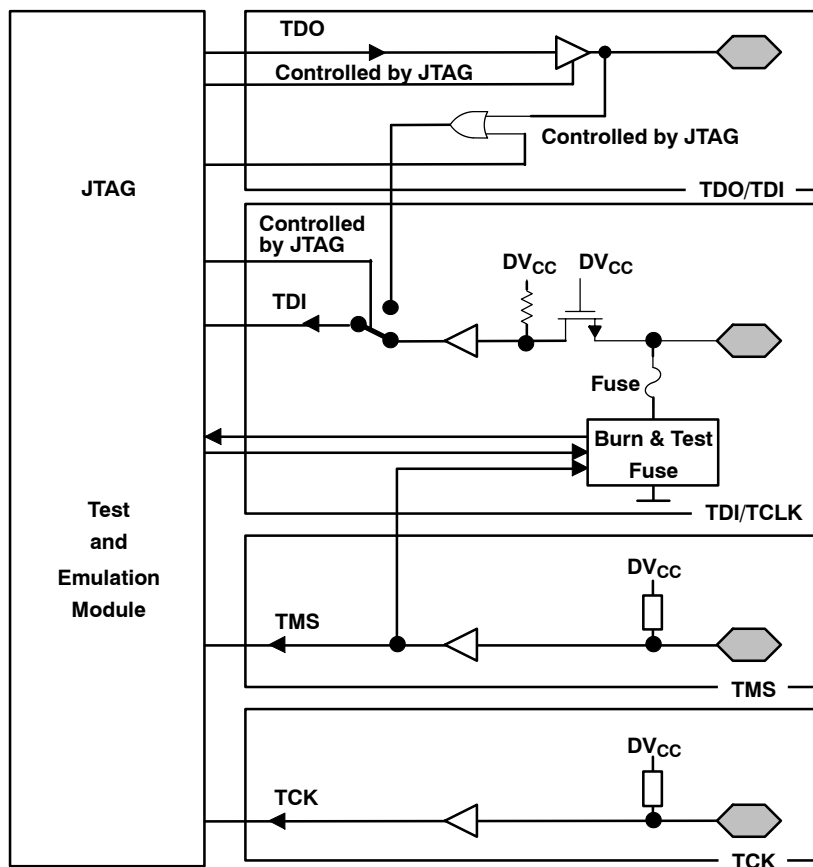 TDO
Controlled by JTAG
Controlled by JTAG
JTAG
TDO/TDI
Controlled
by JTAG
DVCC
DVCC
TDI
Fuse
Burn & Test
Fuse
TDI/TCLK
Test
and
Emulation
Module
DVCC
TMS
TMS
DVCC
TCK
TCK